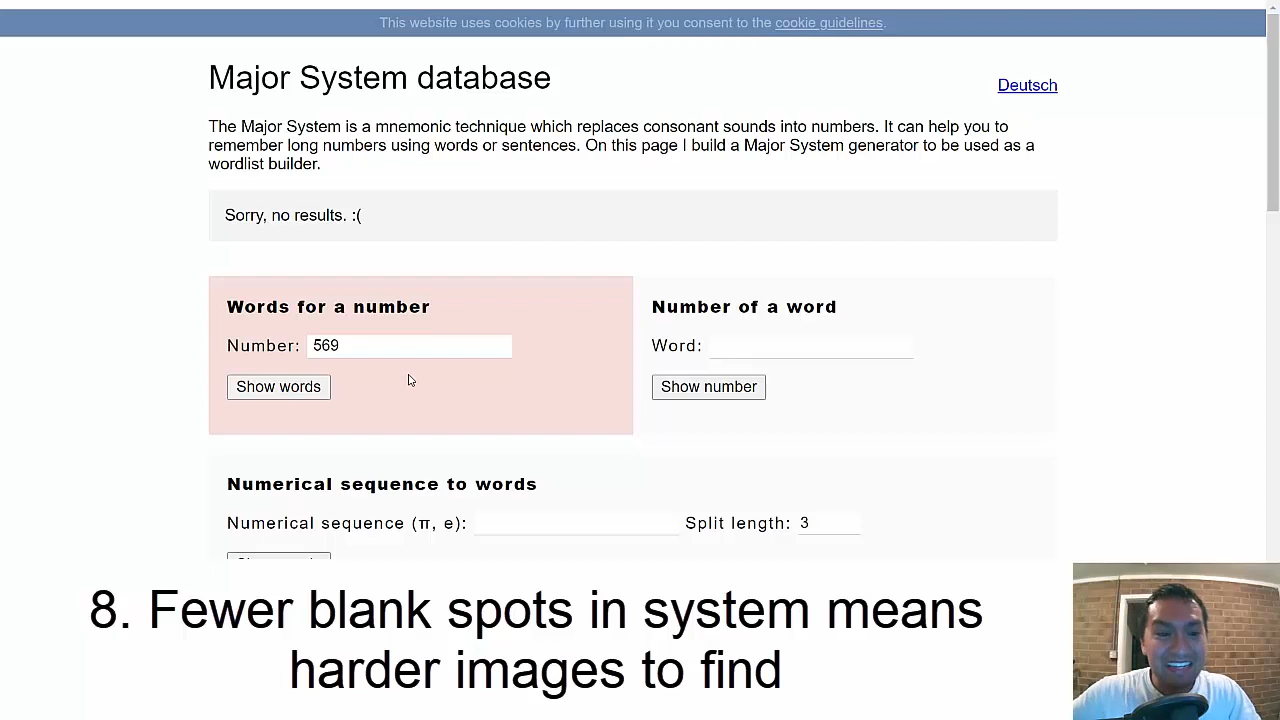 This website uses cookies by further using it you consent to the cookie guidelines.
Major System database
Deutsch
The Major System is a mnemonic technique which replaces consonant sounds into numbers. It can help you to
remember long numbers using words or sentences. On this page I build a Major System generator to be used as a
wordlist builder.
Sorry, no results. :(
Words for a number
Number: 569
Show words
Number of a word
Word:
Show number
Numerical sequence to words
Numerical sequence (π, e): Split length: 3
8. Fewer blank spots in system means
harder images to find